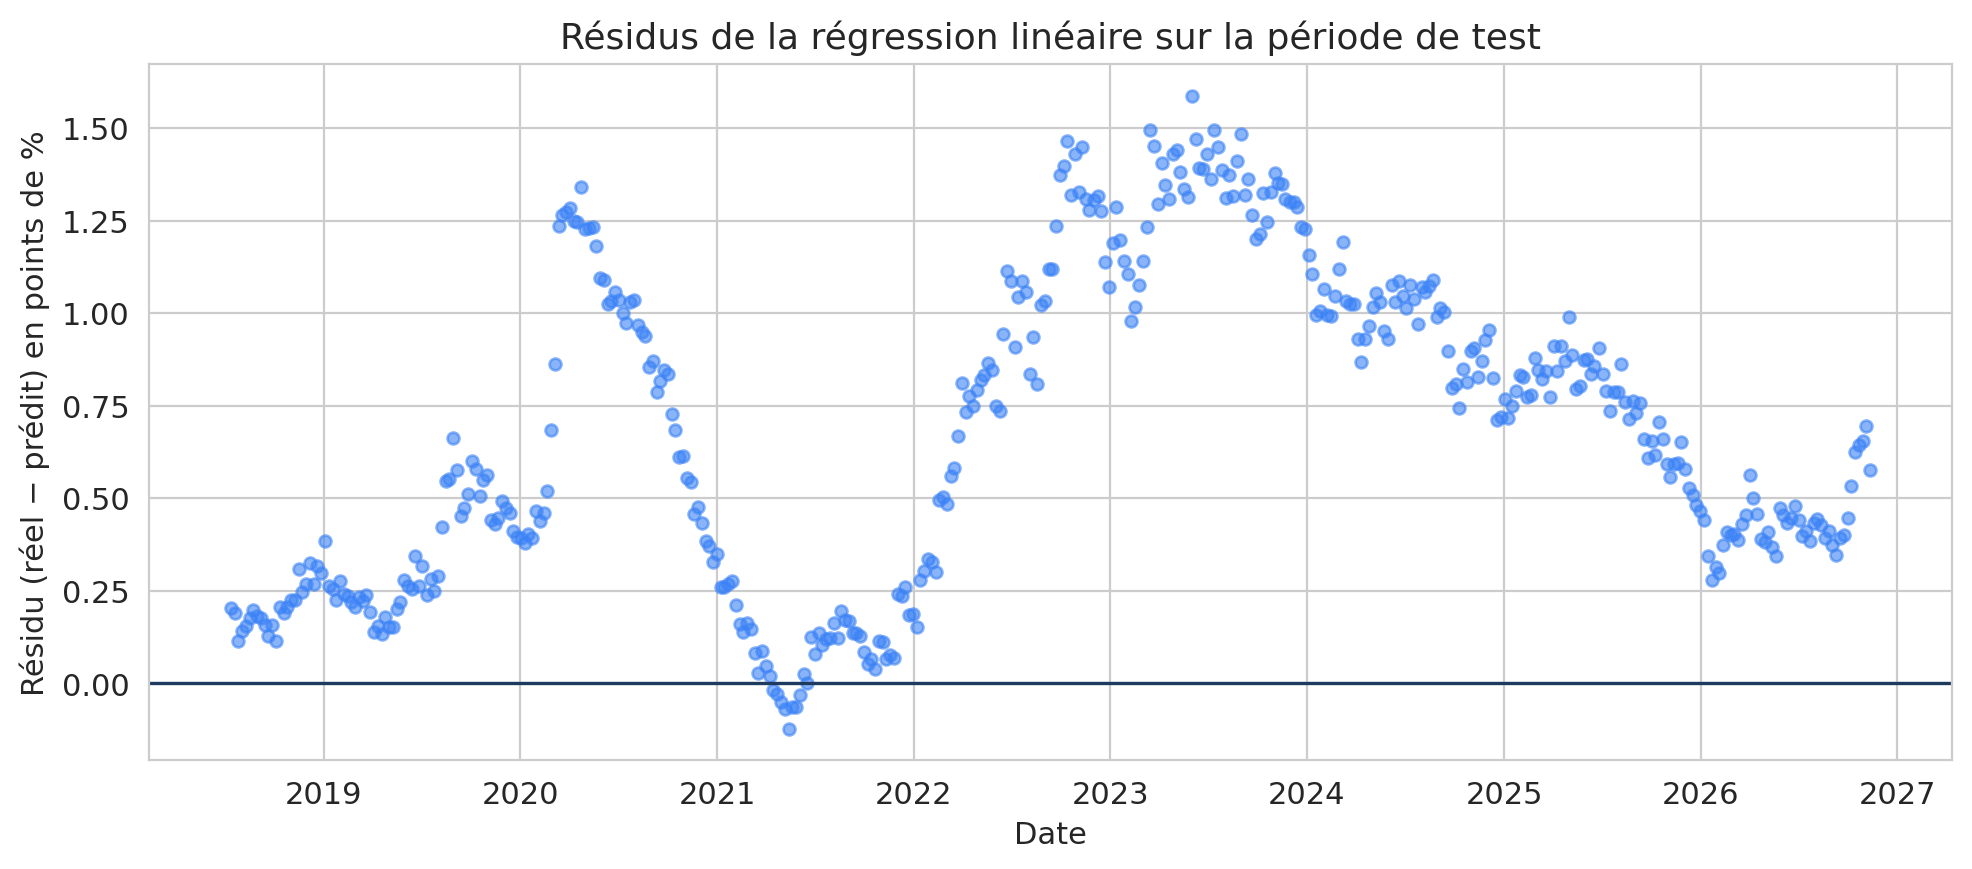 Résidus de la régression linéaire sur la période de test
Résidu (réel − prédit) en points de %
1.50
1.25
1.00
0.75
0.50
0.25
0.00
2019 2020 2021 2022 2023 2024 2025 2026 2027
Date